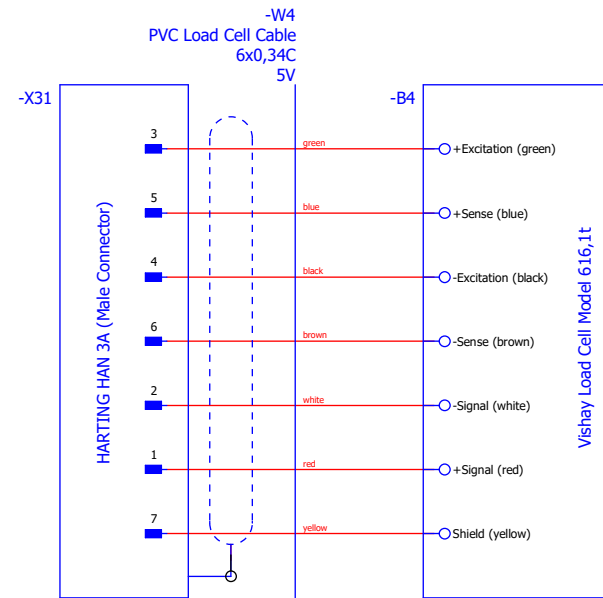 -W4
PVC Load Cell Cable
6x0,34C
5V
-X31
-B4
HARTING HAN 3A (Male Connector)
3
green
+Excitation (green)
5
blue
+Sense (blue)
4
black
-Excitation (black)
6
brown
-Sense (brown)
2
white
-Signal (white)
1
red
+Signal (red)
7
yellow
Shield (yellow)
Vishay Load Cell Model 616,1t